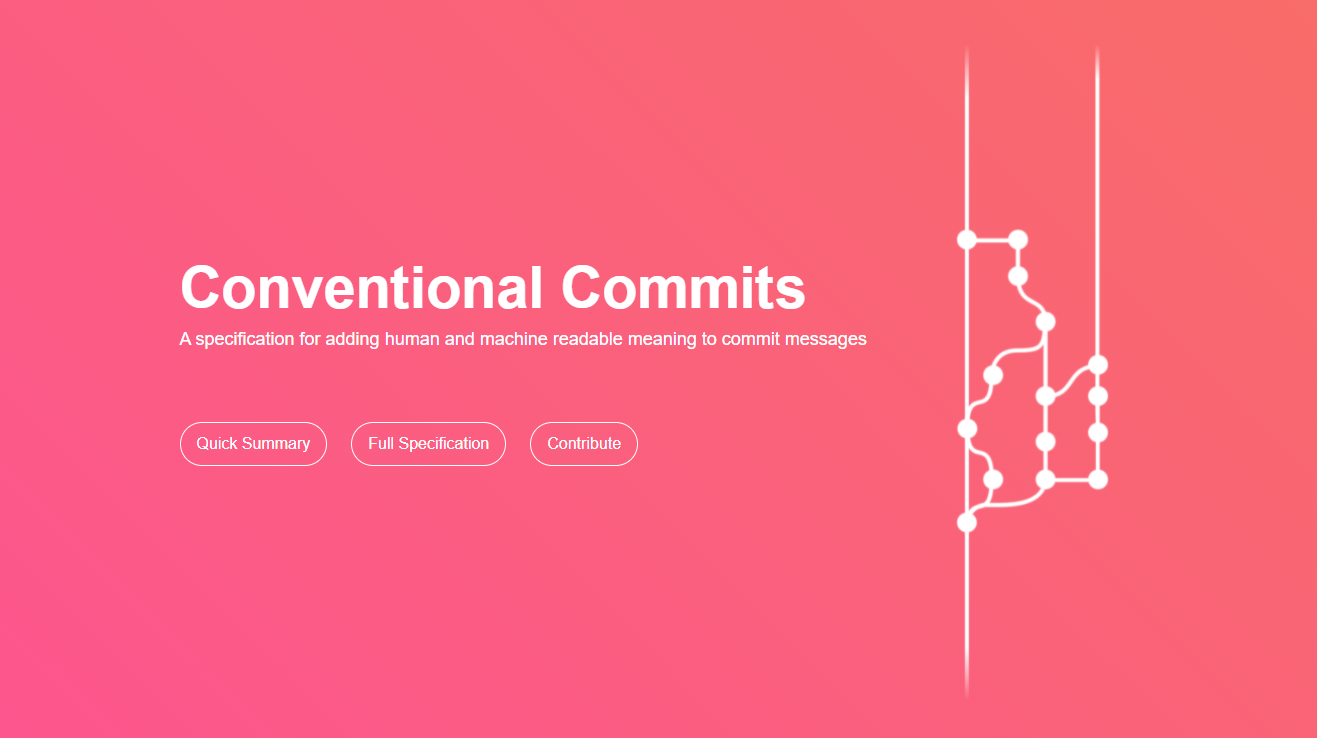 Conventional Commits
A specification for adding human and machine readable meaning to commit messages
Quick Summary
Full Specification
Contribute